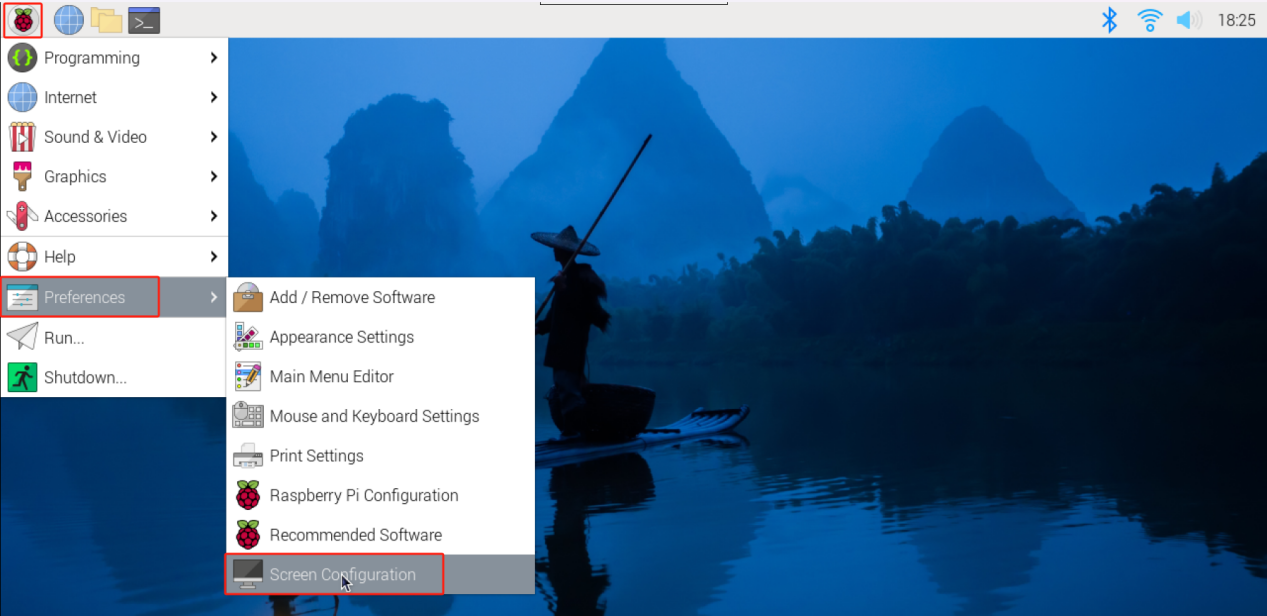 18:25
Programming
Internet
Sound & Video
Graphics
Accessories
Help
Preferences
Run...
Shutdown...
Add / Remove Software
Appearance Settings
Main Menu Editor
Mouse and Keyboard Settings
Print Settings
Raspberry Pi Configuration
Recommended Software
Screen Configuration